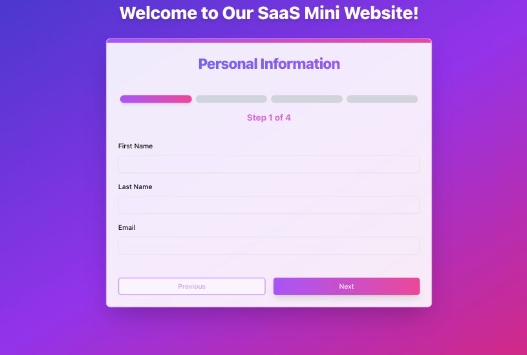 Welcome to Our SaaS Mini Website!
Personal Information
Step 1 of 4
First Name
Last Name
Email
Previous
Next